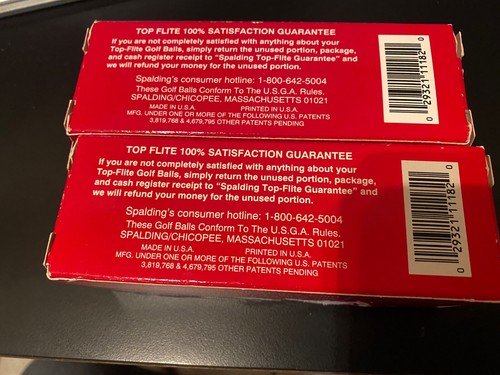 TOP FLITE 100% SATISFACTION GUARANTEE
If you are not completely satisfied with anything about your
Top-Flite Golf Balls, simply return the unused portion, package,
and cash register receipt to "Spalding Top-Flite Guarantee" and
we will refund your money for the unused portion.
Spalding's consumer hotline: 1-800-642-5004
These Golf Balls Conform To The U.S.G.A. Rules.
SPALDING/CHICOPEE, MASSACHUSETTS 01021
MADE IN U.S.A. PRINTED IN U.S.A.
MFG. UNDER ONE OR MORE OF THE FOLLOWING U.S. PATENTS
3,819,768 & 4,679,795 OTHER PATENTS PENDING
0 29321 11182 0
TOP FLITE 100% SATISFACTION GUARANTEE
If you are not completely satisfied with anything about your
Top-Flite Golf Balls, simply return the unused portion, package,
and cash register receipt to "Spalding Top-Flite Guarantee" and
we will refund your money for the unused portion.
Spalding's consumer hotline: 1-800-642-5004
These Golf Balls Conform To The U.S.G.A. Rules.
SPALDING/CHICOPEE, MASSACHUSETTS 01021
MADE IN U.S.A. PRINTED IN U.S.A.
MFG. UNDER ONE OR MORE OF THE FOLLOWING U.S. PATENTS
3,819,768 & 4,679,795 OTHER PATENTS PENDING
0 29321 11182 0